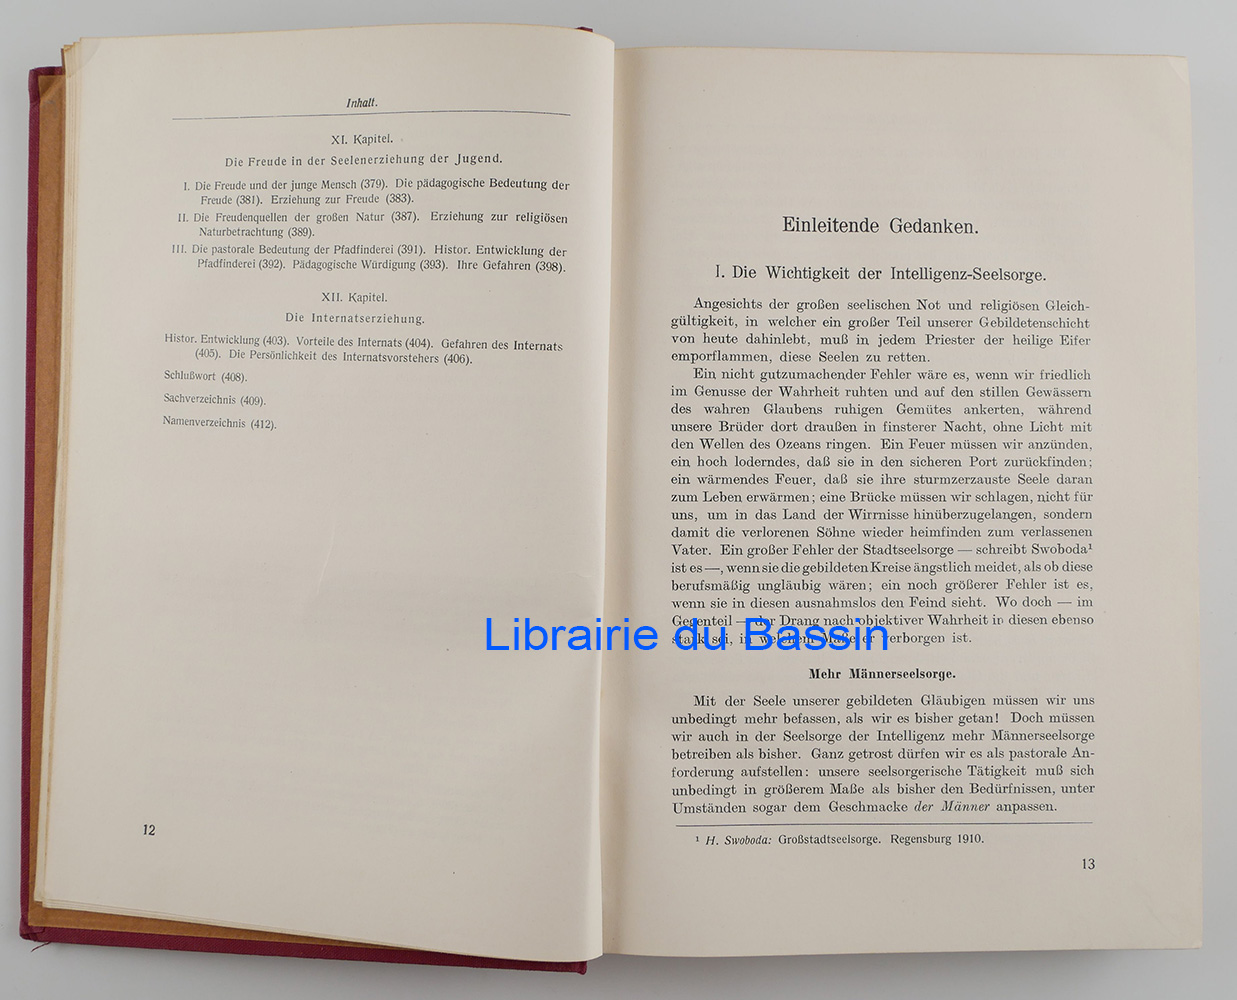 Inhalt.
XI. Kapitel.
Die Freude in der Seelenerziehung der Jugend.
I. Die Freude und der junge Mensch (379). Die pädagogische Bedeutung der
Freude (381). Erziehung zur Freude (383).
II. Die Freudenquellen der großen Natur (387). Erziehung zur religiösen
Naturbetrachtung (389).
III. Die pastorale Bedeutung der Pfadfinderei (391). Histor. Entwicklung der
Pfadfinderei (392). Pädagogische Würdigung (393). Ihre Gefahren (398).
XII. Kapitel.
Die Internatserziehung.
Histor. Entwicklung (403). Vorteile des Internats (404). Gefahren des Internats
(405). Die Persönlichkeit des Internatsvorstehers (406).
Schlußwort (408).
Sachverzeichnis (409).
Namenverzeichnis (412).
12
Einleitende Gedanken.
I. Die Wichtigkeit der Intelligenz-Seelsorge.
Angesichts der großen seelischen Not und religiösen Gleich-
gültigkeit, in welcher ein großer Teil unserer Gebildetenschicht
von heute dahinlebt, muß in jedem Priester der heilige Eifer
emporflammen, diese Seelen zu retten.
Ein nicht gutzumachender Fehler wäre es, wenn wir friedlich
im Genusse der Wahrheit ruhten und auf den stillen Gewässern
des wahren Glaubens ruhigen Gemütes ankerten, während
unsere Brüder dort draußen in finsterer Nacht, ohne Licht mit
den Wellen des Ozeans ringen. Ein Feuer müssen wir anzünden,
ein hoch loderndes, daß sie in den sicheren Port zurückfinden;
ein wärmendes Feuer, daß sie ihre sturmzerzauste Seele daran
zum Leben erwärmen; eine Brücke müssen wir schlagen, nicht für
uns, um in das Land der Wirrnisse hinüberzugelangen, sondern
damit die verlorenen Söhne wieder heimfinden zum verlassenen
Vater. Ein großer Fehler der Stadtseelsorge — schreibt Swoboda¹
ist es —, wenn sie die gebildeten Kreise ängstlich meidet, als ob diese
berufsmäßig ungläubig wären; ein noch größerer Fehler ist es,
wenn sie in diesen ausnahmslos den Feind sieht. Wo doch — im
Gegenteil — der Drang nach objektiver Wahrheit in diesen ebenso
stark sei, in welchem Maße er verborgen ist.
Librairie du Bassin
Mehr Männerseelsorge.
Mit der Seele unserer gebildeten Gläubigen müssen wir uns
unbedingt mehr befassen, als wir es bisher getan! Doch müssen
wir auch in der Seelsorge der Intelligenz mehr Männerseelsorge
betreiben als bisher. Ganz getrost dürfen wir es als pastorale An-
forderung aufstellen: unsere seelsorgerische Tätigkeit muß sich
unbedingt in größerem Maße als bisher den Bedürfnissen, unter
Umständen sogar dem Geschmacke der Männer anpassen.
¹ H. Swoboda: Großstadtseelsorge. Regensburg 1910.
13